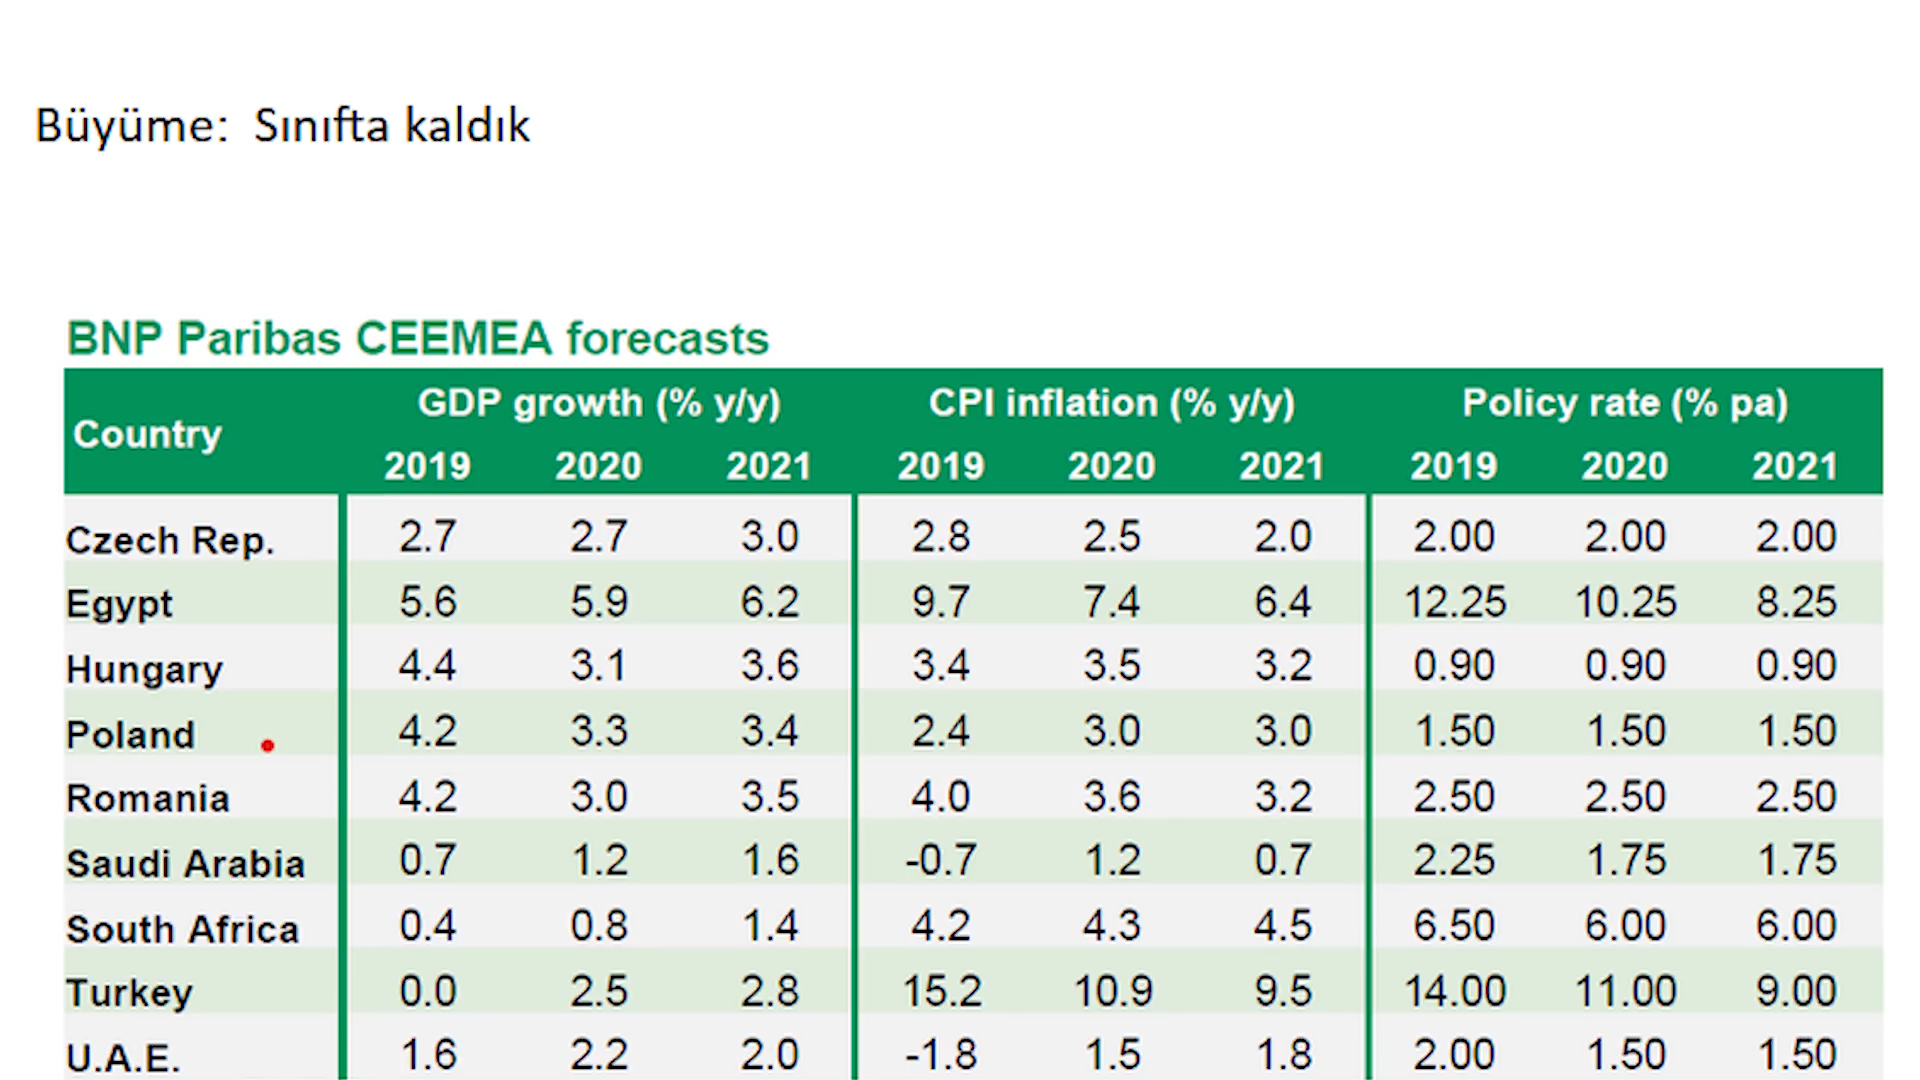 Büyüme: Sınıfta kaldık
BNP Paribas CEEMEA forecasts
Country GDP growth (% y/y) CPI inflation (% y/y) Policy rate (% pa)
2019 2020 2021 2019 2020 2021 2019 2020 2021
Czech Rep. 2.7 2.7 3.0 2.8 2.5 2.0 2.00 2.00 2.00
Egypt 5.6 5.9 6.2 9.7 7.4 6.4 12.25 10.25 8.25
Hungary 4.4 3.1 3.6 3.4 3.5 3.2 0.90 0.90 0.90
Poland 4.2 3.3 3.4 2.4 3.0 3.0 1.50 1.50 1.50
Romania 4.2 3.0 3.5 4.0 3.6 3.2 2.50 2.50 2.50
Saudi Arabia 0.7 1.2 1.6 -0.7 1.2 0.7 2.25 1.75 1.75
South Africa 0.4 0.8 1.4 4.2 4.3 4.5 6.50 6.00 6.00
Turkey 0.0 2.5 2.8 15.2 10.9 9.5 14.00 11.00 9.00
U.A.E. 1.6 2.2 2.0 -1.8 1.5 1.8 2.00 1.50 1.50